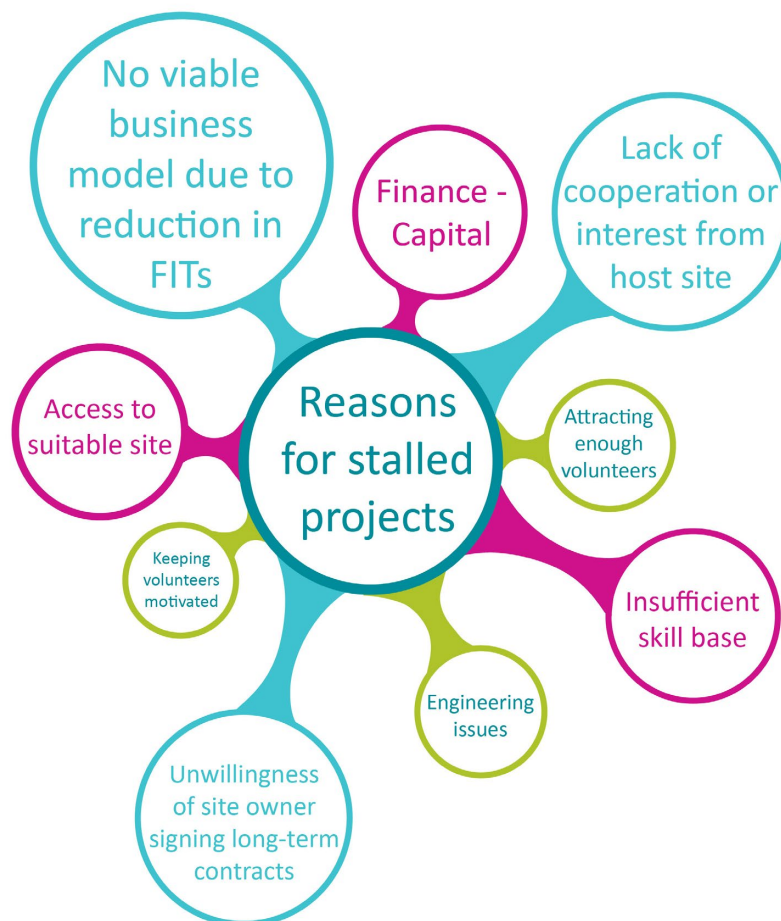 No viable
business
model due to
reduction in
FITs
Finance -
Capital
Lack of
cooperation or
interest from
host site
Access to
suitable site
Reasons
for stalled
projects
Attracting
enough
volunteers
Keeping
volunteers
motivated
Insufficient
skill base
Engineering
issues
Unwillingness
of site owner
signing long-term
contracts